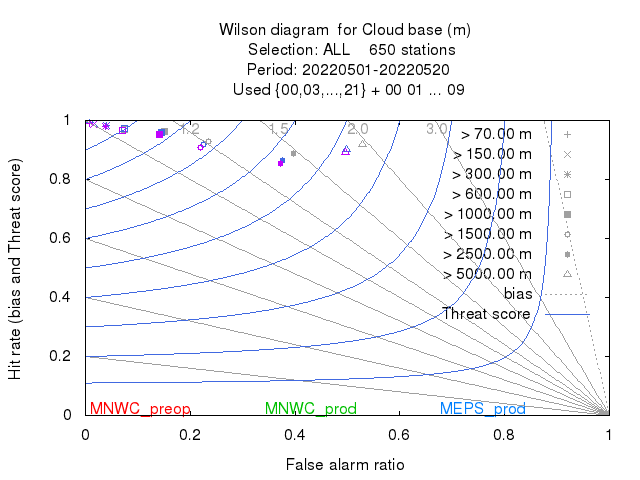 Wilson diagram  for Cloud base (m)
Selection: ALL    650 stations
Period: 20220501-20220520
Used {00,03,...,21} + 00 01 ... 09
Hit rate (bias and Threat score)
1
0.8
0.6
0.4
0.2
0
1.2
1.5
2.0
3.0
> 70.00 m
> 150.00 m
> 300.00 m
> 600.00 m
> 1000.00 m
> 1500.00 m
> 2500.00 m
> 5000.00 m
bias
Threat score
MNWC_preop
MNWC_prod
MEPS_prod
0
0.2
0.4
0.6
0.8
1
False alarm ratio